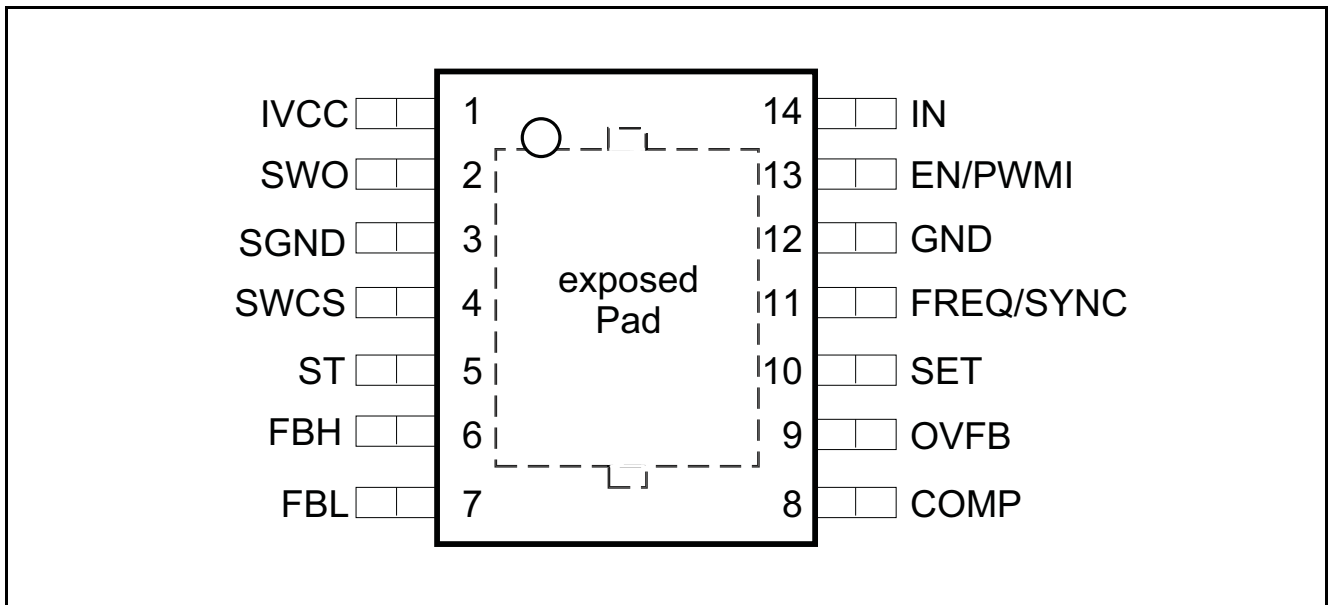 IVCC 1 14 IN
SWO 2 13 EN/PWMI
SGND 3 12 GND
SWCS 4 11 FREQ/SYNC
ST 5 10 SET
FBH 6 9 OVFB
FBL 7 8 COMP
exposed
Pad